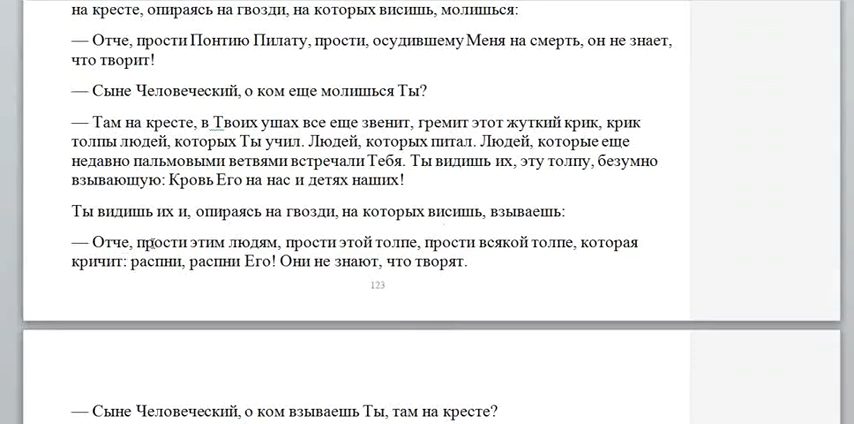 на кресте, опираясь на гвозди, на которых висишь, молишься:
— Отче, прости Понтию Пилату, прости, осудившему Меня на смерть, он не знает,
что творит!
— Сыне Человеческий, о ком еще молишься Ты?
— Там на кресте, в Твоих ушах все еще звенит, гремит этот жуткий крик, крик
толпы людей, которых Ты учил. Людей, которых питал. Людей, которые еще
недавно пальмовыми ветвями встречали Тебя. Ты видишь их, эту толпу, безумно
взывающую: Кровь Его на нас и детях наших!
Ты видишь их и, опираясь на гвозди, на которых висишь, взываешь:
— Отче, прости этим людям, прости этой толпе, прости всякой толпе, которая
кричит: распни, распни Его! Они не знают, что творят.
123
— Сыне Человеческий, о ком взываешь Ты, там на кресте?